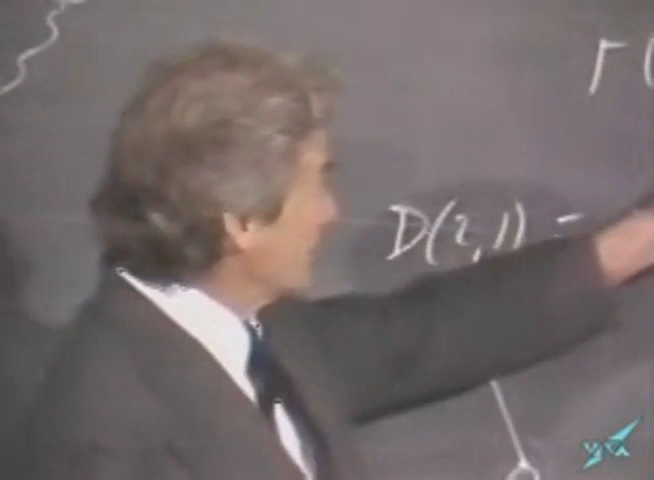 Γ(
D(2,1) =